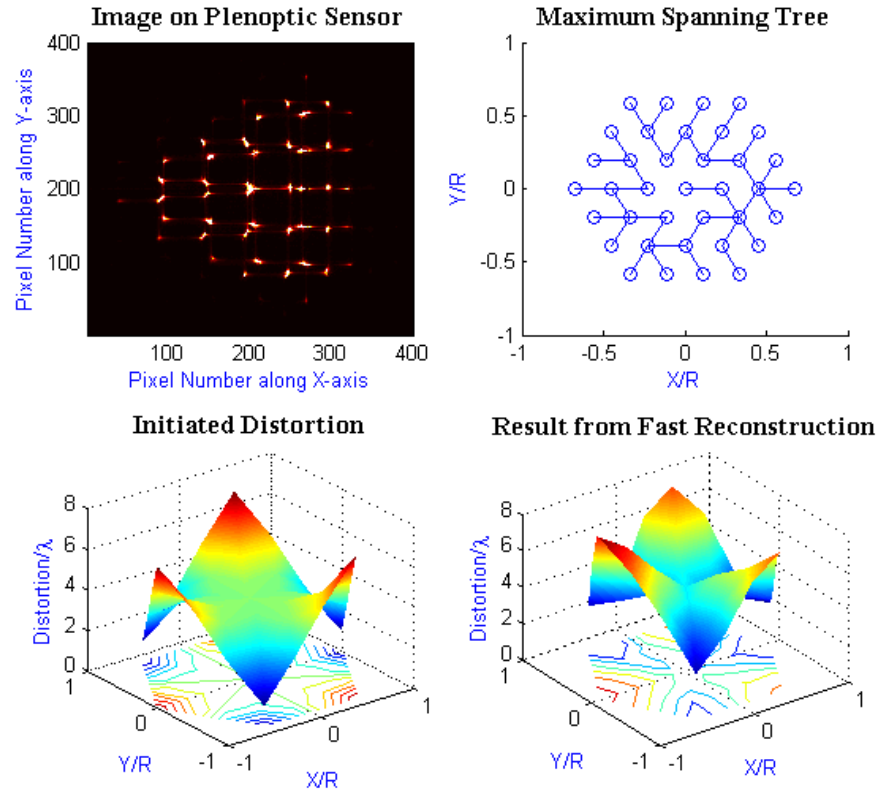 Image on Plenoptic Sensor
400
300
200
100
Pixel Number along Y-axis
100
200
300
400
Pixel Number along X-axis
Maximum Spanning Tree
1
0.5
0
-0.5
-1
Y/R
-1
-0.5
0
0.5
1
X/R
Initiated Distortion
8
6
4
2
0
Distortion/λ
1
0
-1
Y/R
-1
0
1
X/R
Result from Fast Reconstruction
8
6
4
2
0
Distortion/λ
1
0
-1
Y/R
-1
0
1
X/R